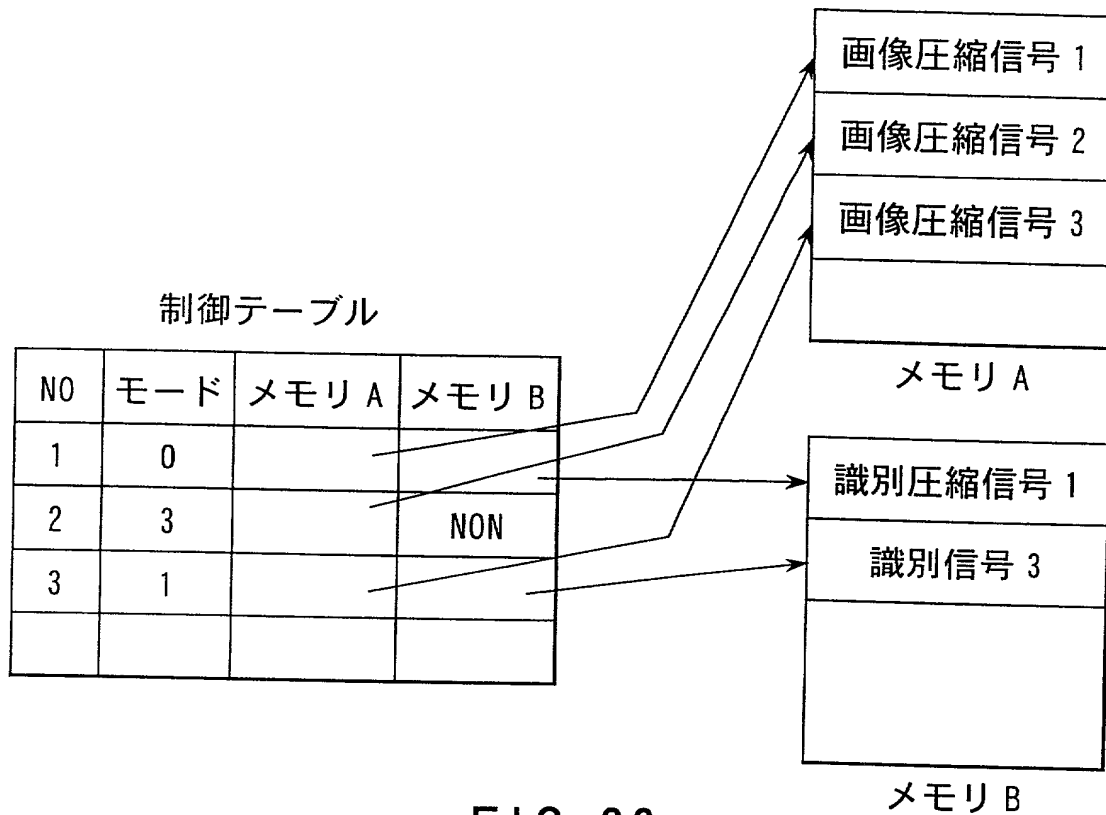 画像圧縮信号 1
画像圧縮信号 2
画像圧縮信号 3
メモリ A
制御テーブル
NO モード メモリ A メモリ B
1 0
2 3 NON
3 1
識別圧縮信号 1
識別信号 3
メモリ B
FIG